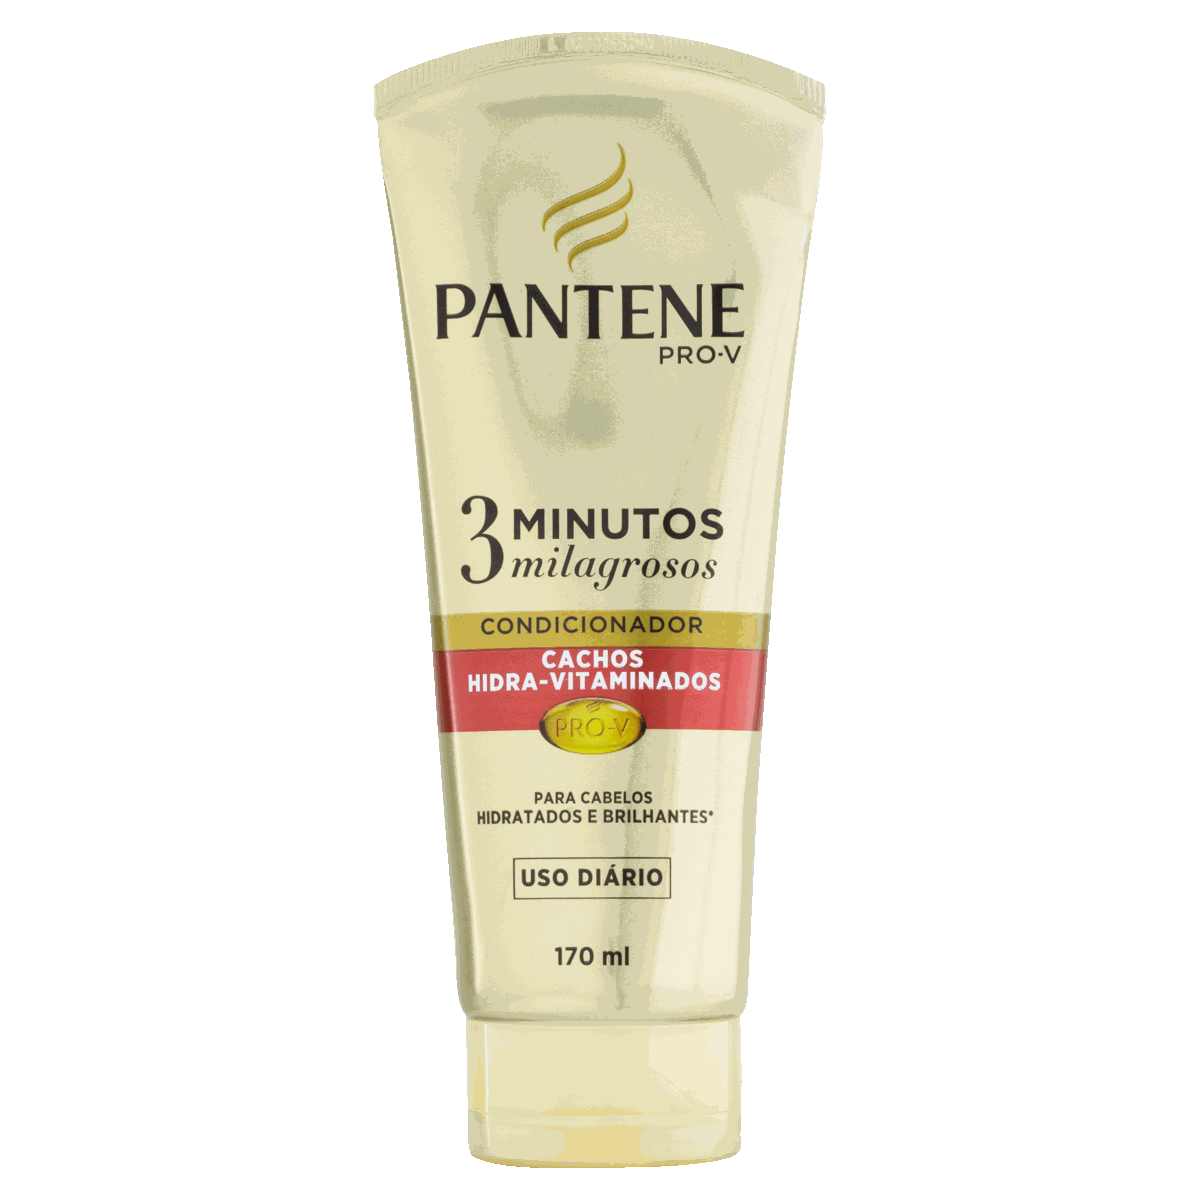 PANTENE
PRO-V
3 MINUTOS
milagrosos
CONDICIONADOR
CACHOS
HIDRA-VITAMINADOS
PRO-V
PARA CABELOS
HIDRATADOS E BRILHANTES*
USO DIÁRIO
170 ml